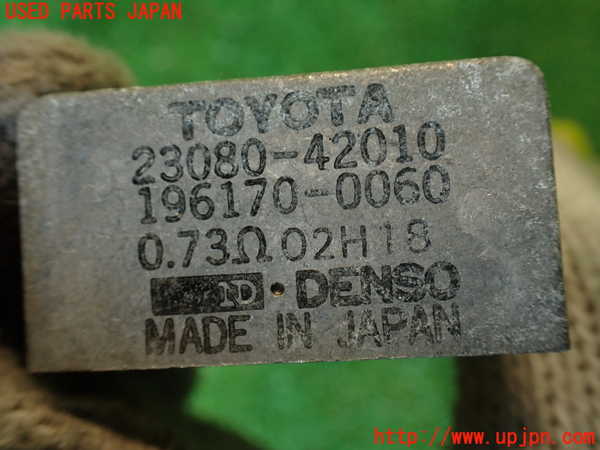 USED PARTS JAPAN
TOYOTA
23080-42010
196170-0060
0.73Ω 02H18
ND · DENSO
MADE IN JAPAN
http://www.upjpn.com/